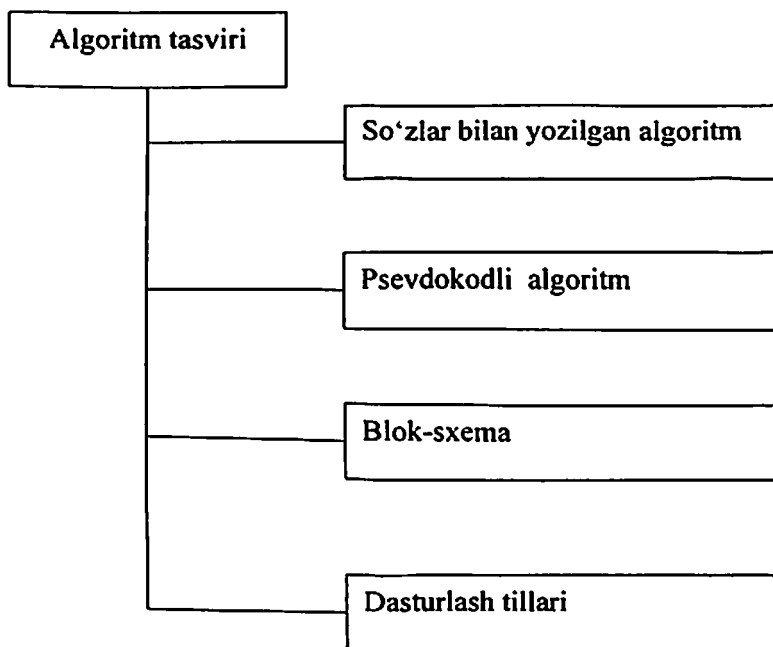 Algoritm tasviri
So‘zlar bilan yozilgan algoritm
Psevdokodli algoritm
Blok-sxema
Dasturlash tillari